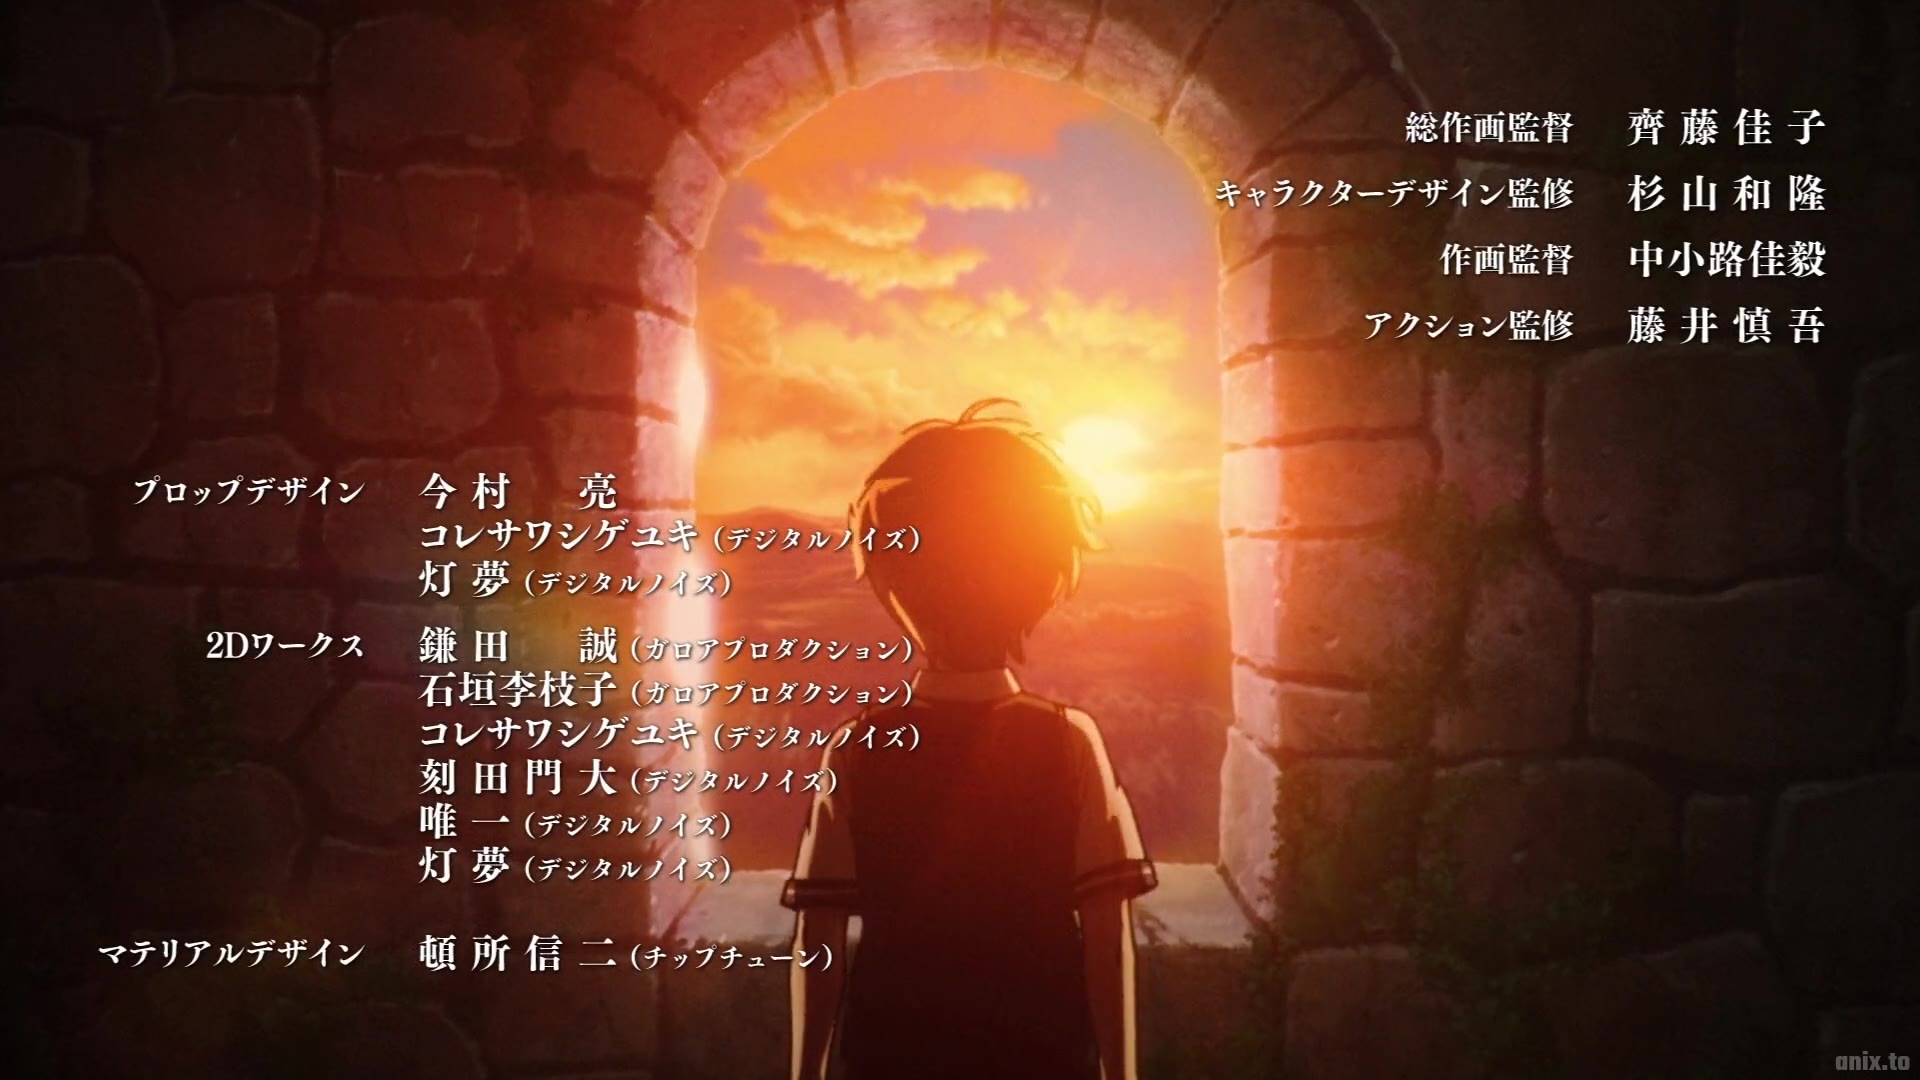 総作画監督 齊藤佳子
キャラクターデザイン監修 杉山和隆
作画監督 中小路佳毅
アクション監修 藤井慎吾
プロップデザイン 今村 亮
コレサワシゲユキ（デジタルノイズ）
灯夢（デジタルノイズ）
2Dワークス 鎌田 誠（ガロアプロダクション）
石垣李枝子（ガロアプロダクション）
コレサワシゲユキ（デジタルノイズ）
刻田門大（デジタルノイズ）
唯一（デジタルノイズ）
灯夢（デジタルノイズ）
マテリアルデザイン 頓所信二（チップチューン）
anix.to